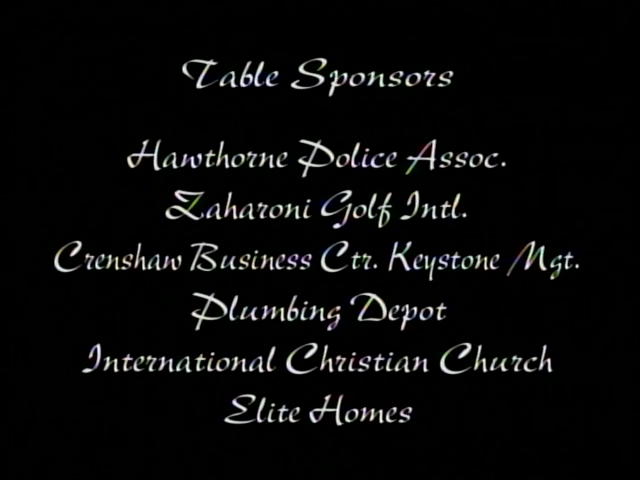 Table Sponsors
Hawthorne Police Assoc.
Zaharoni Golf Intl.
Crenshaw Business Ctr. Keystone Mgt.
Plumbing Depot
International Christian Church
Elite Homes